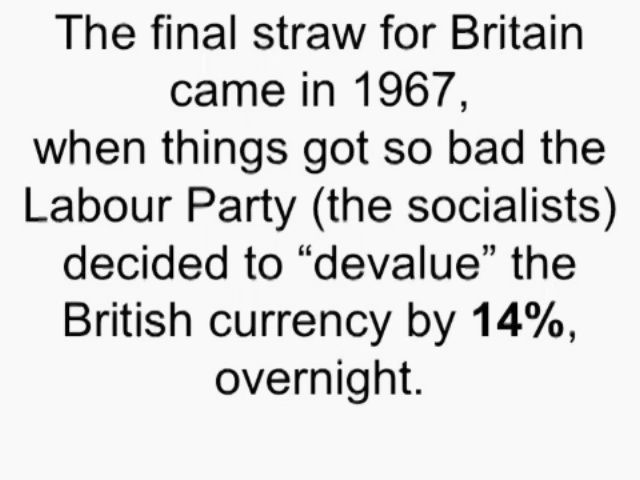 The final straw for Britain
came in 1967,
when things got so bad the
Labour Party (the socialists)
decided to “devalue” the
British currency by 14%,
overnight.